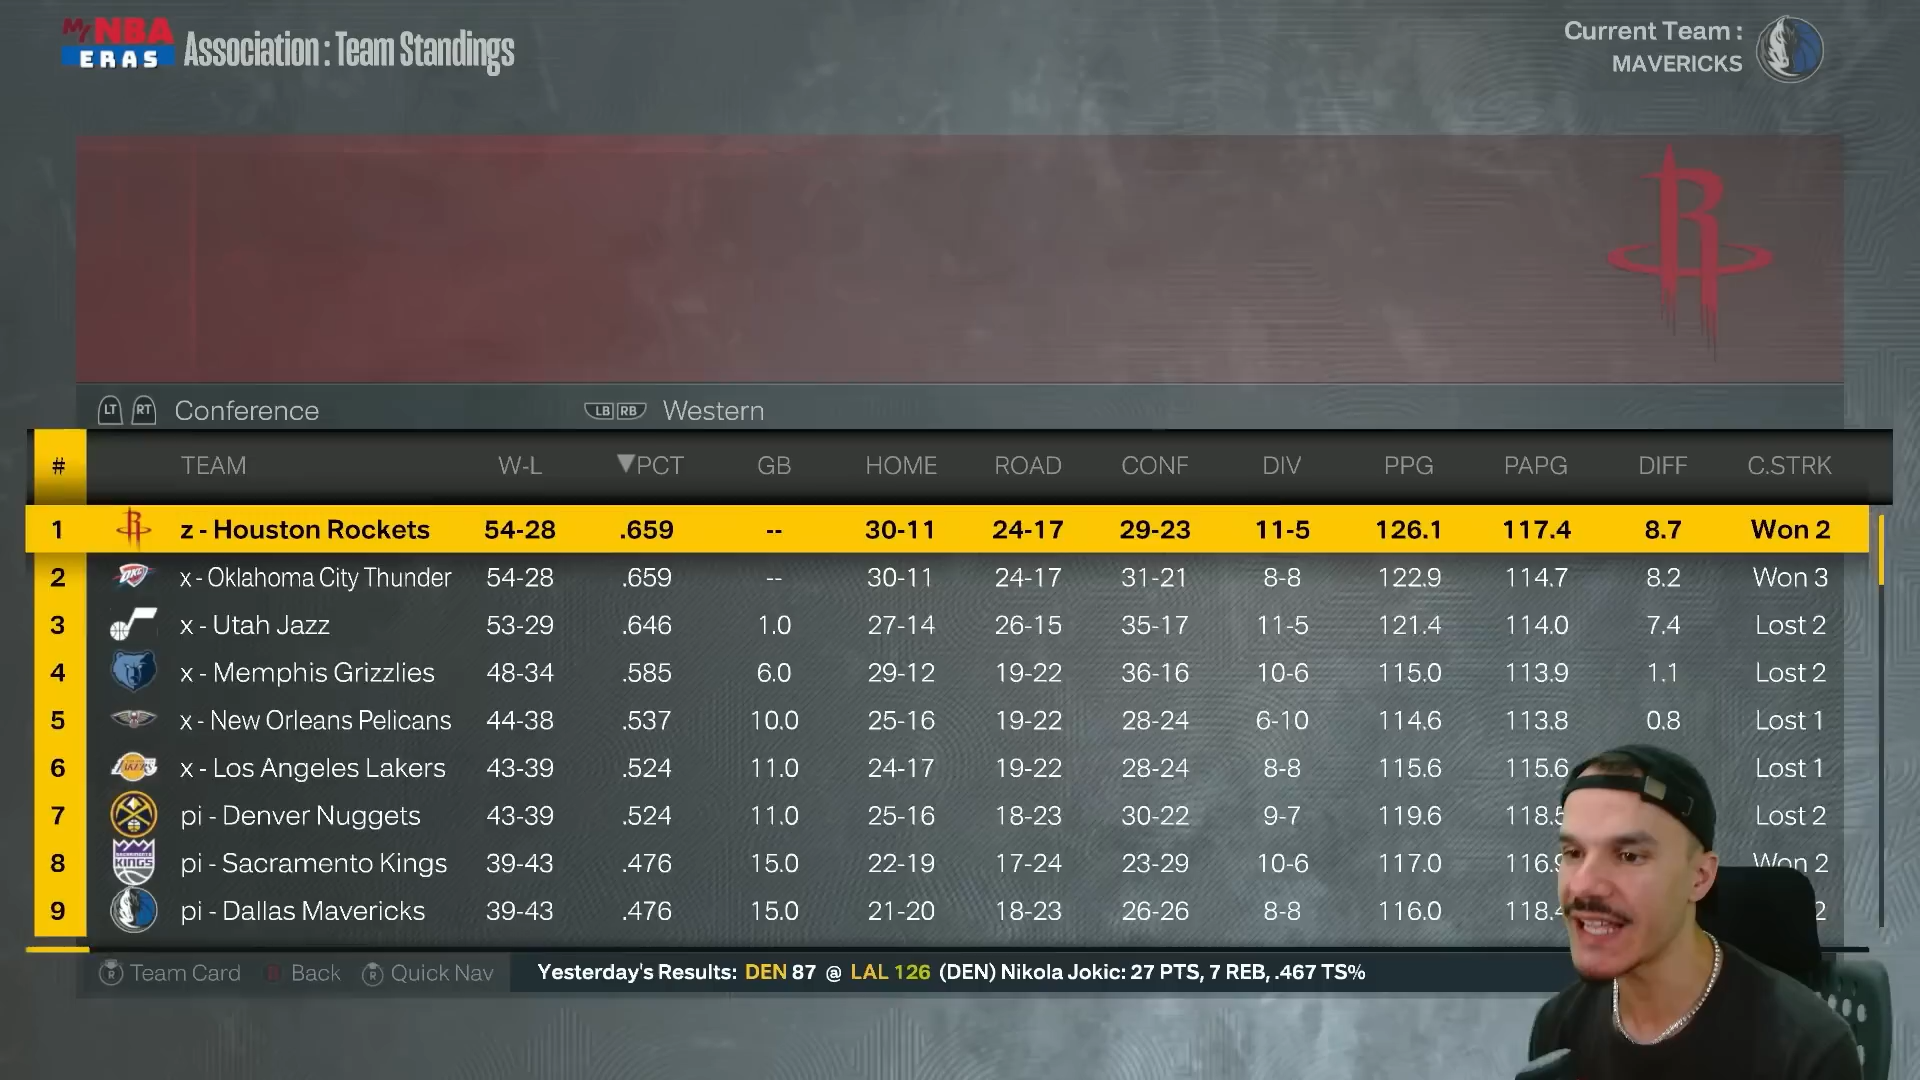 My NBA ERAS Association : Team Standings
Current Team :
MAVERICKS
LT RT Conference LB RB Western
# TEAM W-L ▼PCT GB HOME ROAD CONF DIV PPG PAPG DIFF C.STRK
1 z - Houston Rockets 54-28 .659 -- 30-11 24-17 29-23 11-5 126.1 117.4 8.7 Won 2
2 x - Oklahoma City Thunder 54-28 .659 -- 30-11 24-17 31-21 8-8 122.9 114.7 8.2 Won 3
3 x - Utah Jazz 53-29 .646 1.0 27-14 26-15 35-17 11-5 121.4 114.0 7.4 Lost 2
4 x - Memphis Grizzlies 48-34 .585 6.0 29-12 19-22 36-16 10-6 115.0 113.9 1.1 Lost 2
5 x - New Orleans Pelicans 44-38 .537 10.0 25-16 19-22 28-24 6-10 114.6 113.8 0.8 Lost 1
6 x - Los Angeles Lakers 43-39 .524 11.0 24-17 19-22 28-24 8-8 115.6 115.6 Lost 1
7 pi - Denver Nuggets 43-39 .524 11.0 25-16 18-23 30-22 9-7 119.6 118.5 Lost 2
8 pi - Sacramento Kings 39-43 .476 15.0 22-19 17-24 23-29 10-6 117.0 116.9 Won 2
9 pi - Dallas Mavericks 39-43 .476 15.0 21-20 18-23 26-26 8-8 116.0 118.4 2
R Team Card B Back R Quick Nav Yesterday's Results: DEN 87 @ LAL 126 (DEN) Nikola Jokic: 27 PTS, 7 REB, .467 TS%